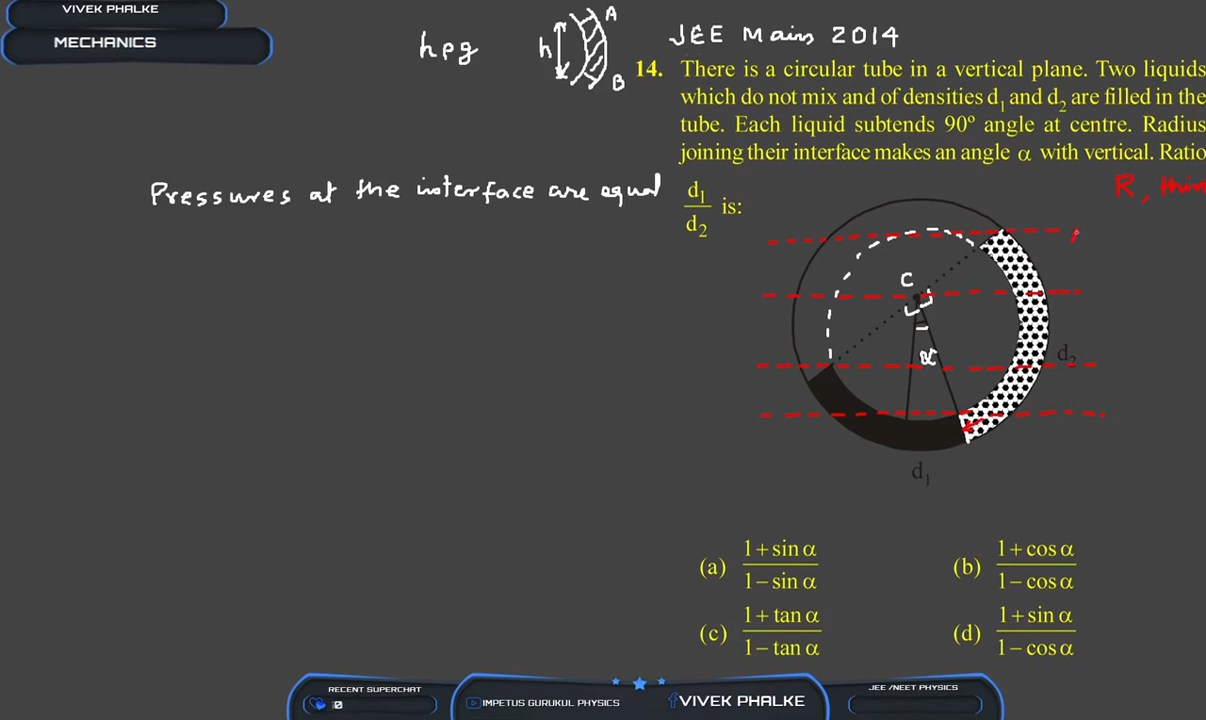 VIVEK PHALKE
MECHANICS
hρg
h
A
B
JEE Mains 2014
14. There is a circular tube in a vertical plane. Two liquids
which do not mix and of densities d₁ and d₂ are filled in the
tube. Each liquid subtends 90º angle at centre. Radius
joining their interface makes an angle α with vertical. Ratio
d₁/d₂ is:
Pressures at the interface are equal
R, thin
C
α
d₂
d₁
(a) 1+sin α / 1−sin α
(b) 1+cos α / 1−cos α
(c) 1+tan α / 1−tan α
(d) 1+sin α / 1−cos α
RECENT SUPERCHAT
IMPETUS GURUKUL PHYSICS
VIVEK PHALKE
JEE /NEET PHYSICS